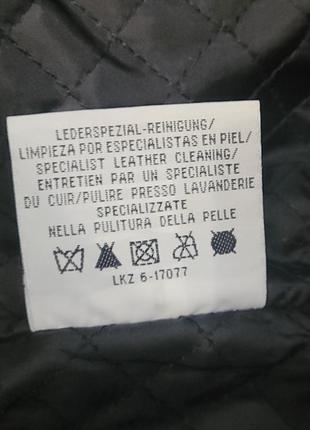 LEDERSPEZIAL-REINIGUNG/
LIMPIEZA POR ESPECIALISTAS EN PIEL/
SPECIALIST LEATHER CLEANING/
ENTRETIEN PAR UN SPECIALISTE
DU CUIR/PULIRE PRESSO LAVANDERIE
SPECIALIZZATE
NELLA PULITURA DELLA PELLE
LKZ 6-17077